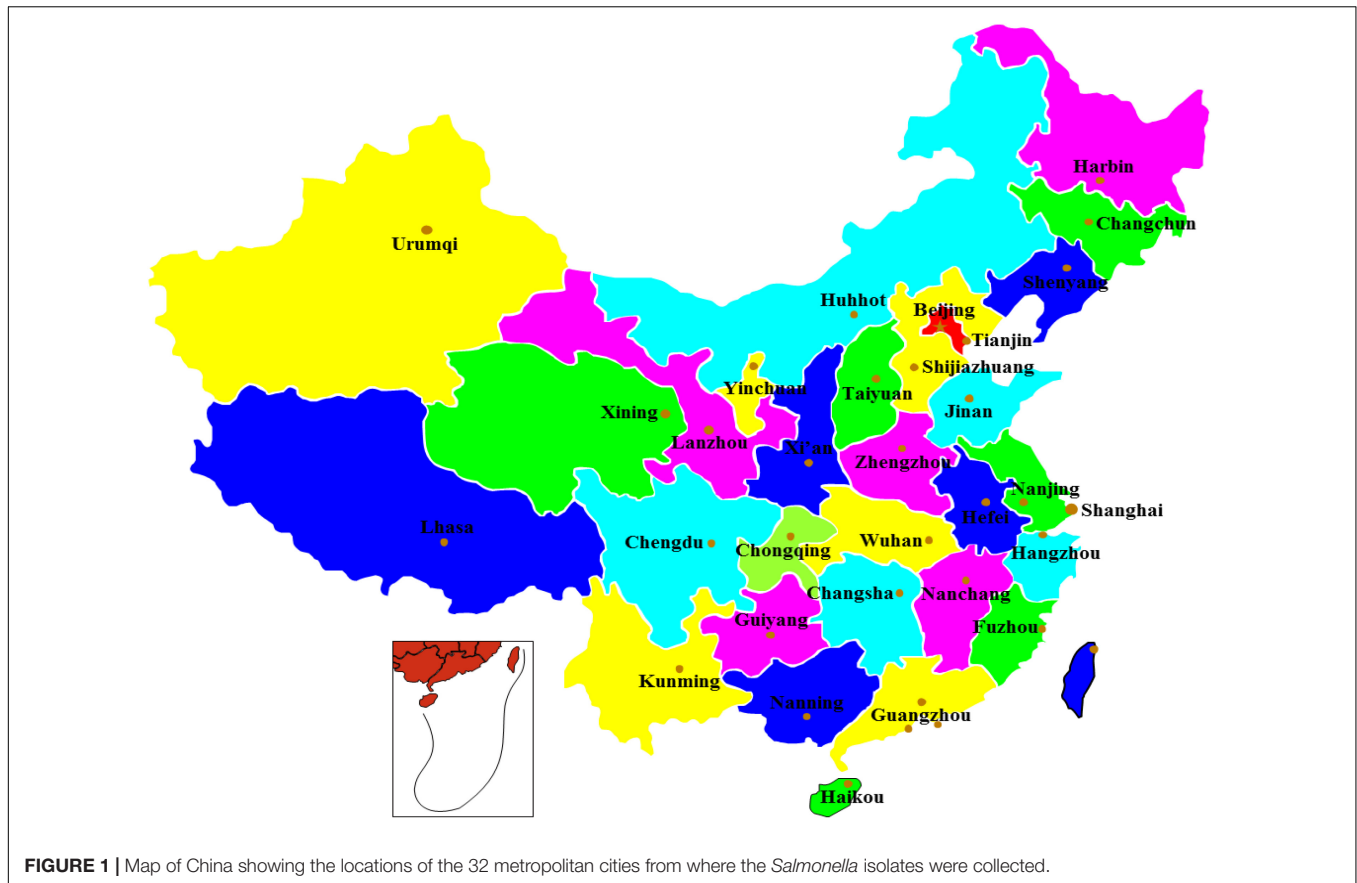 Harbin
Changchun
Urumqi
Shenyang
Huhhot
Beijing
Tianjin
Shijiazhuang
Yinchuan
Taiyuan
Jinan
Xining
Lanzhou
Xi'an
Zhengzhou
Nanjing
Shanghai
Hefei
Lhasa
Chengdu
Chongqing
Wuhan
Hangzhou
Changsha
Nanchang
Guiyang
Fuzhou
Kunming
Nanning
Guangzhou
Haikou
FIGURE 1 | Map of China showing the locations of the 32 metropolitan cities from where the Salmonella isolates were collected.